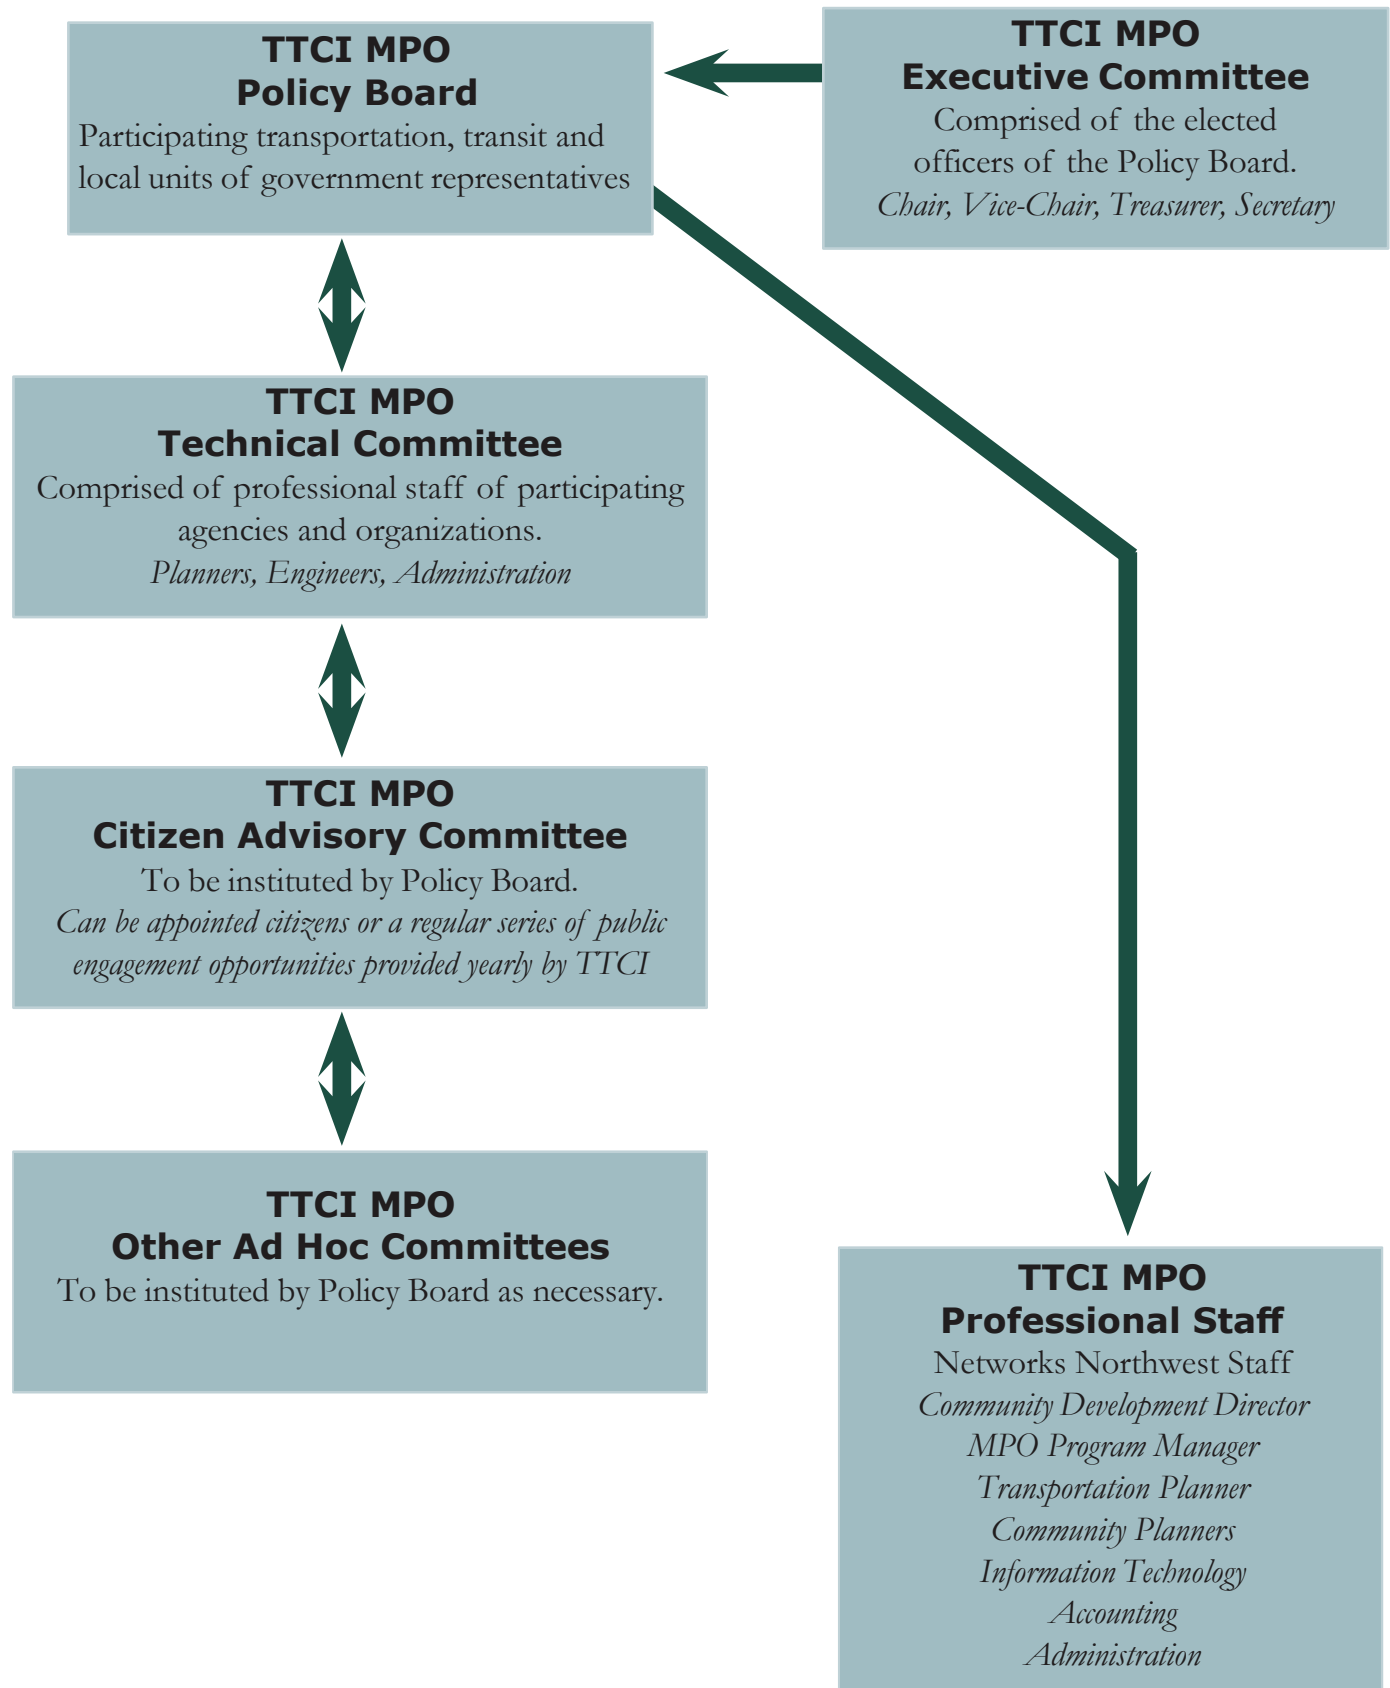 TTCI MPO
Policy Board
Participating transportation, transit and
local units of government representatives
TTCI MPO
Executive Committee
Comprised of the elected
officers of the Policy Board.
Chair, Vice-Chair, Treasurer, Secretary
TTCI MPO
Technical Committee
Comprised of professional staff of participating
agencies and organizations.
Planners, Engineers, Administration
TTCI MPO
Citizen Advisory Committee
To be instituted by Policy Board.
Can be appointed citizens or a regular series of public
engagement opportunities provided yearly by TTCI
TTCI MPO
Other Ad Hoc Committees
To be instituted by Policy Board as necessary.
TTCI MPO
Professional Staff
Networks Northwest Staff
Community Development Director
MPO Program Manager
Transportation Planner
Community Planners
Information Technology
Accounting
Administration